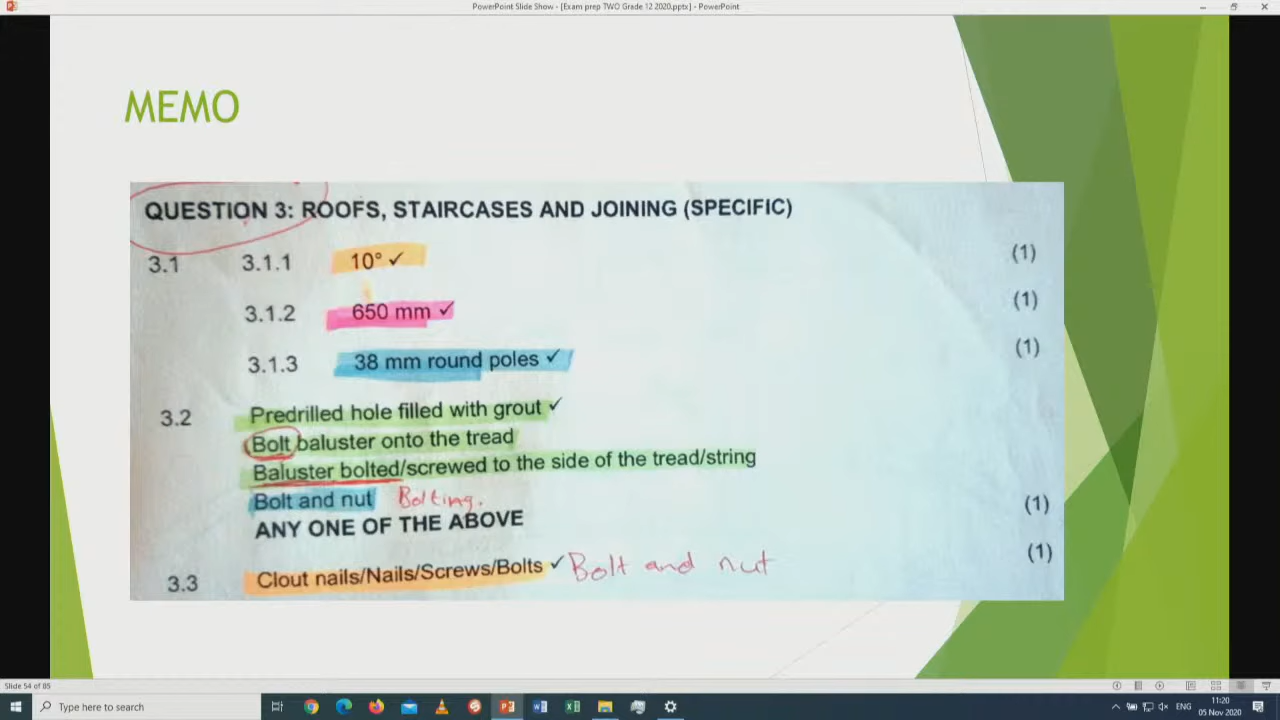 PowerPoint Slide Show - [Exam prep TWO Grade 12 2020.pptx] - PowerPoint
MEMO
QUESTION 3: ROOFS, STAIRCASES AND JOINING (SPECIFIC)
3.1 3.1.1 10° ✓ (1)
3.1.2 650 mm ✓ (1)
3.1.3 38 mm round poles ✓ (1)
3.2 Predrilled hole filled with grout ✓
Bolt baluster onto the tread
Baluster bolted/screwed to the side of the tread/string
Bolt and nut Bolting.
ANY ONE OF THE ABOVE (1)
3.3 Clout nails/Nails/Screws/Bolts ✓ Bolt and nut (1)
Slide 54 of 85
Type here to search
ENG
11:20
05 Nov 2020